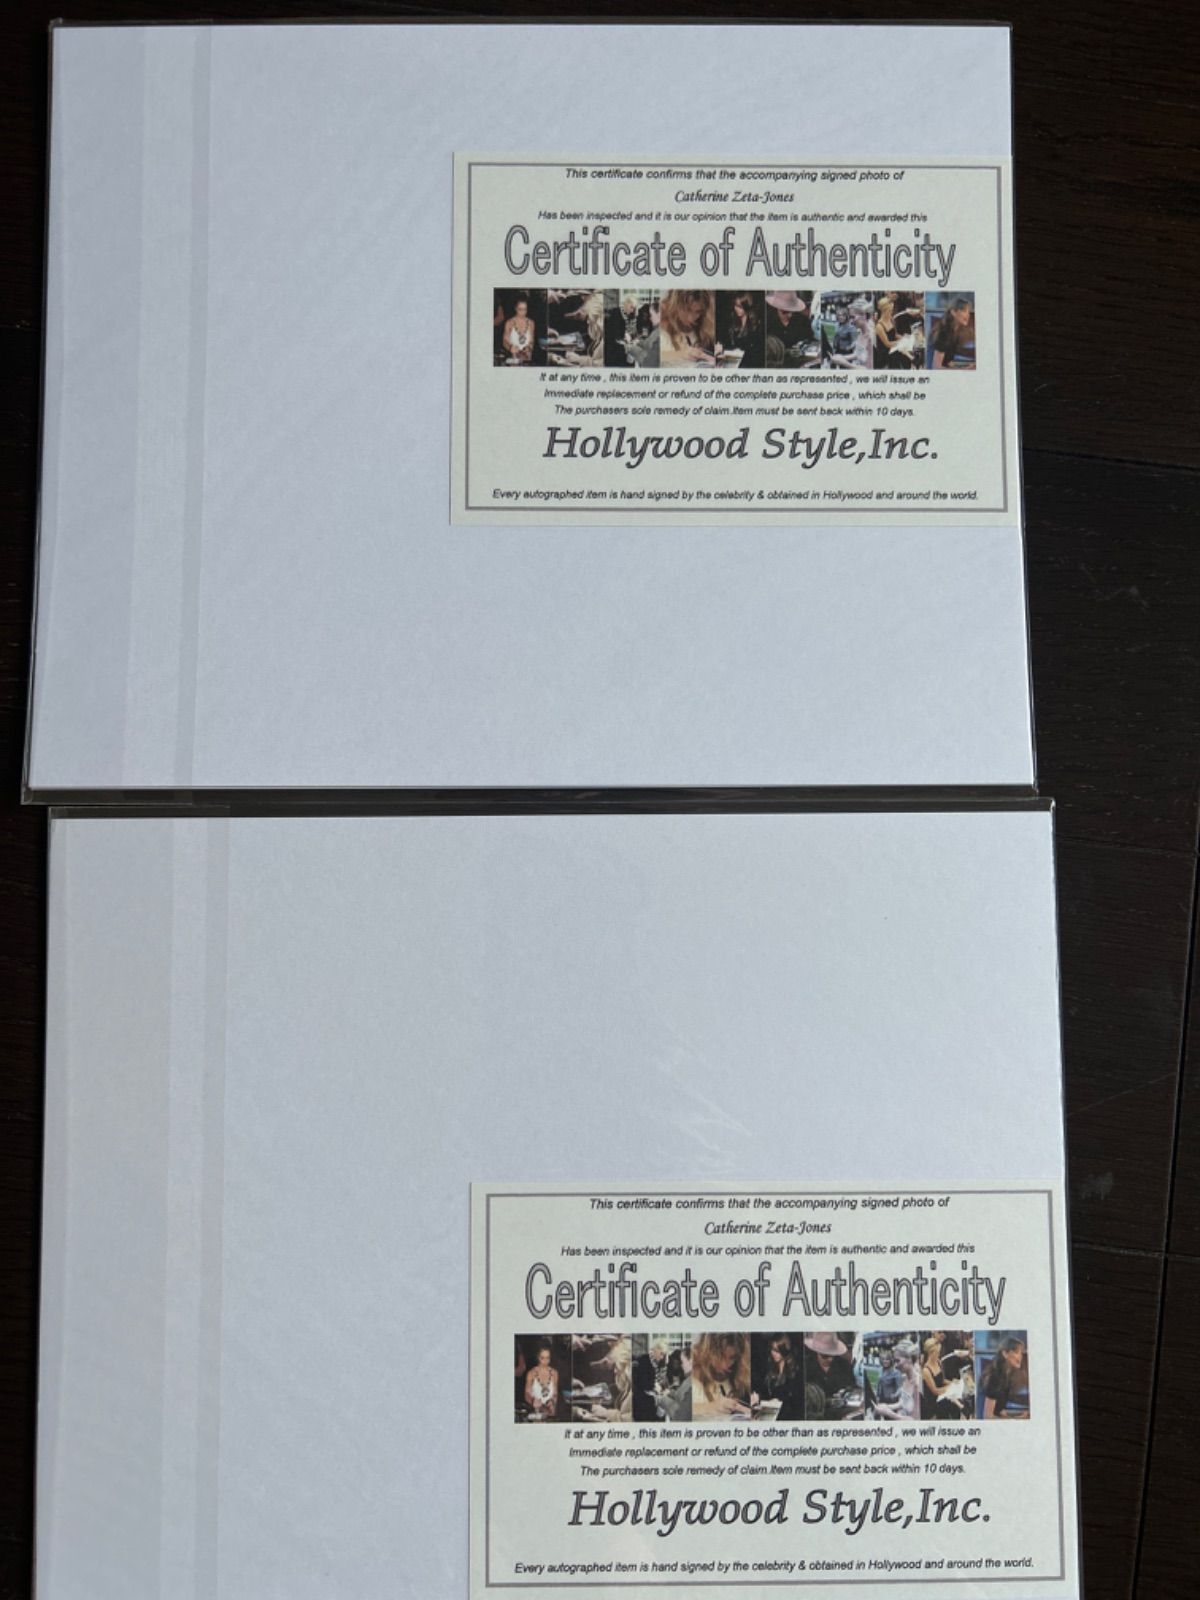 This certificate confirms that the accompanying signed photo of
Catherine Zeta-Jones
Has been inspected and it is our opinion that the item is authentic and awarded this
Certificate of Authenticity
It at any time , this item is proven to be other than as represented , we will issue an
Immediate replacement or refund of the complete purchase price , which shall be
The purchasers sole remedy of claim.Item must be sent back within 10 days.
Hollywood Style,Inc.
Every autographed item is hand signed by the celebrity & obtained in Hollywood and around the world.
This certificate confirms that the accompanying signed photo of
Catherine Zeta-Jones
Has been inspected and it is our opinion that the item is authentic and awarded this
Certificate of Authenticity
It at any time , this item is proven to be other than as represented , we will issue an
Immediate replacement or refund of the complete purchase price , which shall be
The purchasers sole remedy of claim.Item must be sent back within 10 days.
Hollywood Style,Inc.
Every autographed item is hand signed by the celebrity & obtained in Hollywood and around the world.